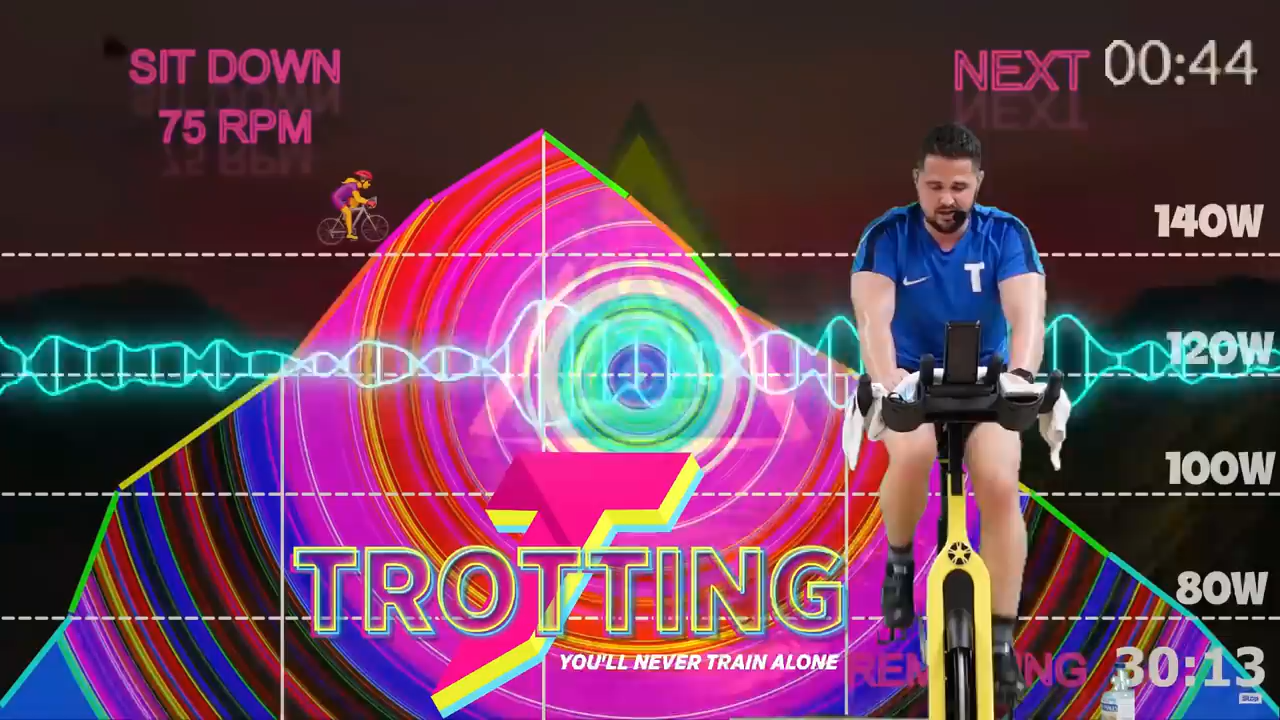 SIT DOWN
75 RPM
NEXT 00:44
140W
120W
100W
80W
T
TROTTING
YOU'LL NEVER TRAIN ALONE
30:13